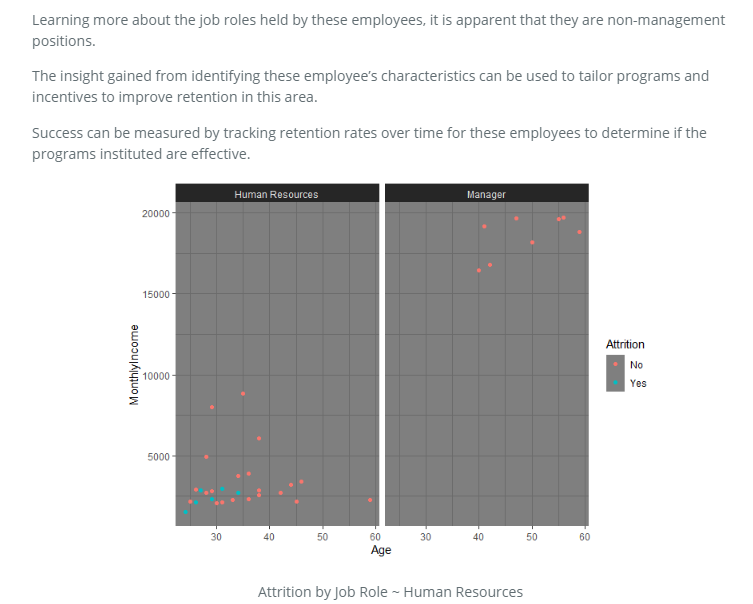 Learning more about the job roles held by these employees, it is apparent that they are non-management
positions.
The insight gained from identifying these employee's characteristics can be used to tailor programs and
incentives to improve retention in this area.
Success can be measured by tracking retention rates over time for these employees to determine if the
programs instituted are effective.
Human Resources
Manager
20000
15000
10000
5000
MonthlyIncome
30
40
50
60
30
40
50
60
Age
Attrition
No
Yes
Attrition by Job Role ~ Human Resources